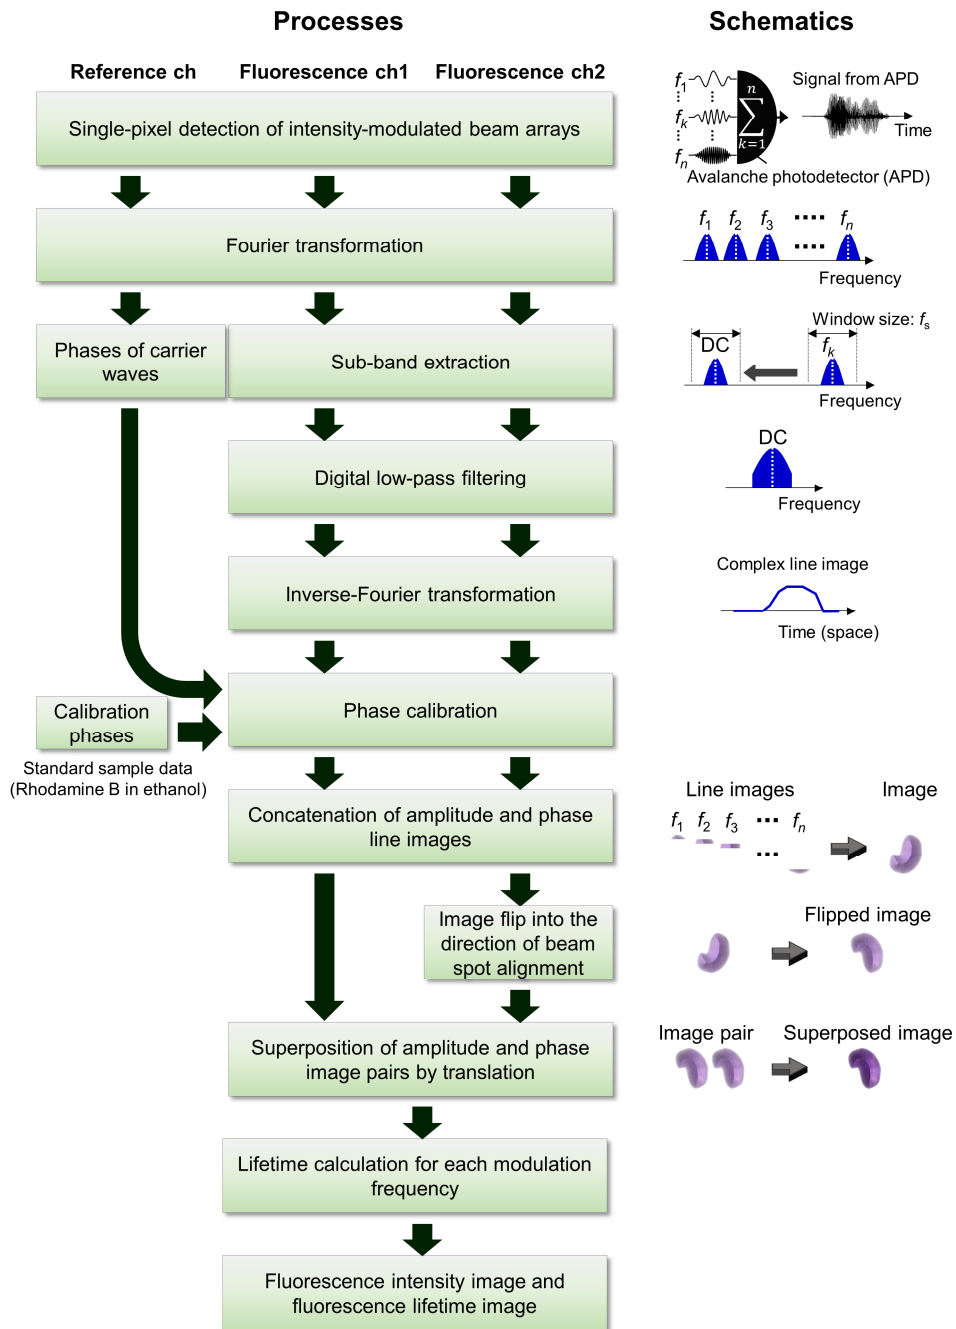 Processes
Schematics
Reference ch
Fluorescence ch1
Fluorescence ch2
Single-pixel detection of intensity-modulated beam arrays
f1
fk
fn
n
∑
k=1
Signal from APD
Time
Avalanche photodetector (APD)
Fourier transformation
f1 f2 f3 fn
Frequency
Phases of carrier
waves
Sub-band extraction
Window size: fs
DC
fk
Frequency
Digital low-pass filtering
DC
Frequency
Inverse-Fourier transformation
Complex line image
Time (space)
Phase calibration
Calibration
phases
Standard sample data
(Rhodamine B in ethanol)
Concatenation of amplitude and phase
line images
Line images
Image
f1 f2 f3 fn
Image flip into the
direction of beam
spot alignment
Flipped image
Superposition of amplitude and phase
image pairs by translation
Image pair
Superposed image
Lifetime calculation for each modulation
frequency
Fluorescence intensity image and
fluorescence lifetime image